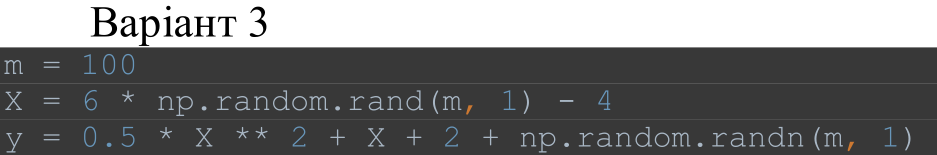 Варіант 3
m = 100
X = 6 * np.random.rand(m, 1) - 4
y = 0.5 * X ** 2 + X + 2 + np.random.randn(m, 1)